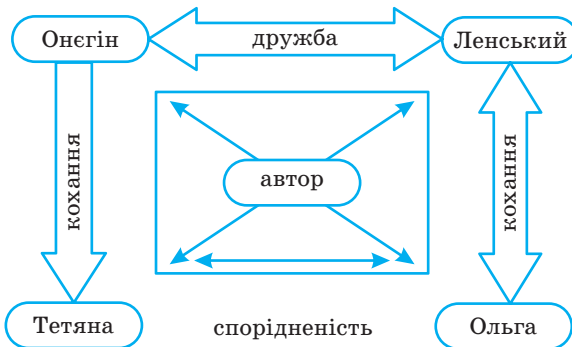 Онєгін
дружба
Ленський
кохання
автор
кохання
Тетяна
спорідненість
Ольга